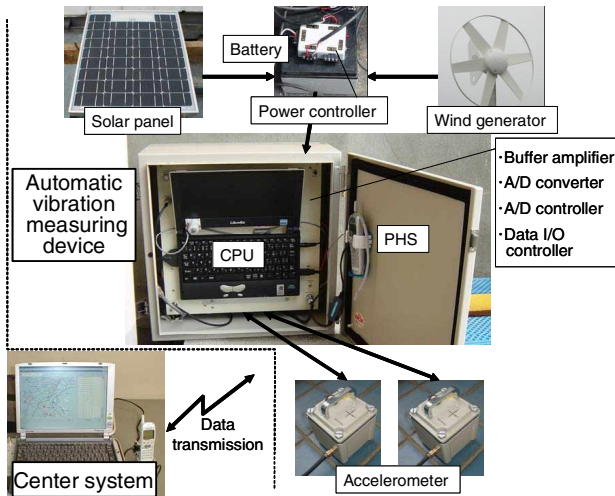 Battery
Solar panel
Power controller
Wind generator
Automatic
vibration
measuring
device
CPU
PHS
·Buffer amplifier
·A/D converter
·A/D controller
·Data I/O
controller
Data
transmission
Center system
Accelerometer